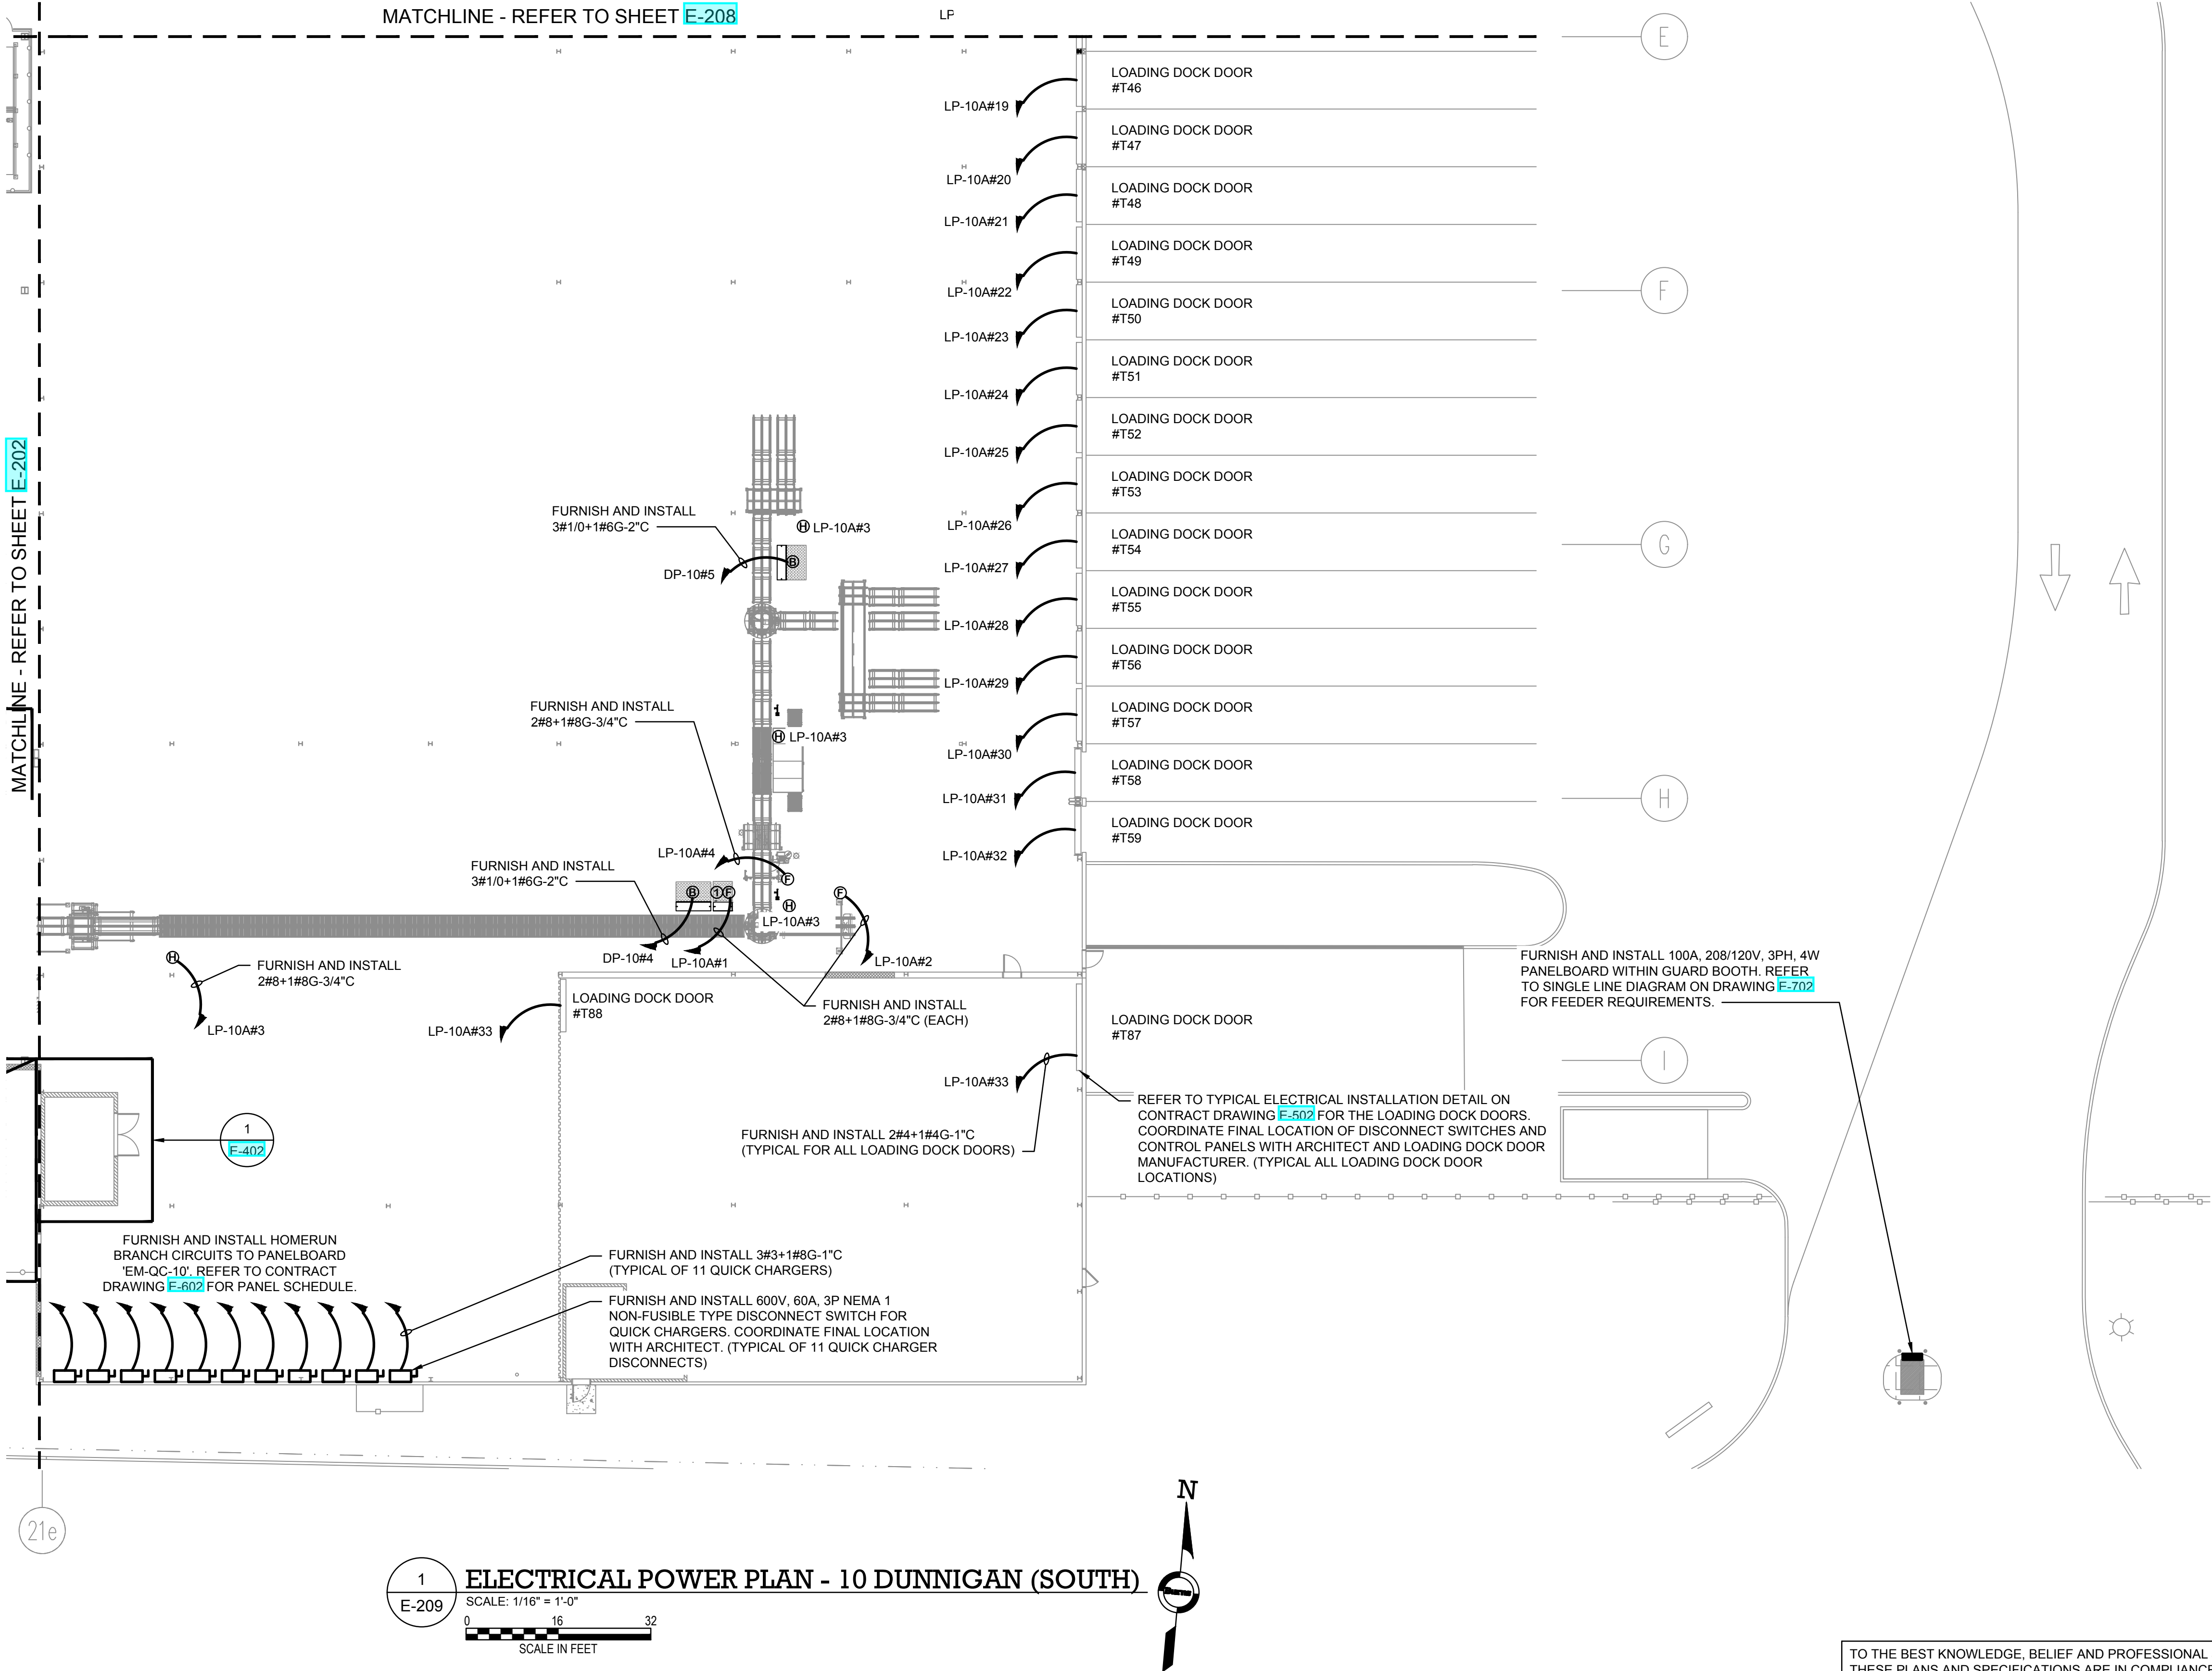 MATCHLINE - REFER TO SHEET E-208
LP
E
LOADING DOCK DOOR
#T46
LP-10A#19
LOADING DOCK DOOR
#T47
LP-10A#20
LOADING DOCK DOOR
#T48
LP-10A#21
LOADING DOCK DOOR
#T49
LP-10A#22
F
LOADING DOCK DOOR
#T50
LP-10A#23
LOADING DOCK DOOR
#T51
LP-10A#24
LOADING DOCK DOOR
#T52
LP-10A#25
LOADING DOCK DOOR
#T53
LP-10A#26
LOADING DOCK DOOR
#T54
LP-10A#27
G
LOADING DOCK DOOR
#T55
LP-10A#28
LOADING DOCK DOOR
#T56
LP-10A#29
LOADING DOCK DOOR
#T57
LP-10A#30
LOADING DOCK DOOR
#T58
LP-10A#31
H
LOADING DOCK DOOR
#T59
LP-10A#32
MATCHLINE - REFER TO SHEET E-202
FURNISH AND INSTALL
3#1/0+1#6G-2"C
H LP-10A#3
B
DP-10#5
FURNISH AND INSTALL
2#8+1#8G-3/4"C
H LP-10A#3
LP-10A#4
F
FURNISH AND INSTALL
3#1/0+1#6G-2"C
B
1
F
H
LP-10A#3
F
DP-10#4
LP-10A#1
LP-10A#2
H
FURNISH AND INSTALL
2#8+1#8G-3/4"C
LP-10A#3
LOADING DOCK DOOR
#T88
LP-10A#33
FURNISH AND INSTALL
2#8+1#8G-3/4"C (EACH)
LOADING DOCK DOOR
#T87
LP-10A#33
I
FURNISH AND INSTALL 100A, 208/120V, 3PH, 4W
PANELBOARD WITHIN GUARD BOOTH. REFER
TO SINGLE LINE DIAGRAM ON DRAWING E-702
FOR FEEDER REQUIREMENTS.
REFER TO TYPICAL ELECTRICAL INSTALLATION DETAIL ON
CONTRACT DRAWING E-502 FOR THE LOADING DOCK DOORS.
COORDINATE FINAL LOCATION OF DISCONNECT SWITCHES AND
CONTROL PANELS WITH ARCHITECT AND LOADING DOCK DOOR
MANUFACTURER. (TYPICAL ALL LOADING DOCK DOOR
LOCATIONS)
FURNISH AND INSTALL 2#4+1#4G-1"C
(TYPICAL FOR ALL LOADING DOCK DOORS)
1
E-402
FURNISH AND INSTALL HOMERUN
BRANCH CIRCUITS TO PANELBOARD
'EM-QC-10'. REFER TO CONTRACT
DRAWING E-602 FOR PANEL SCHEDULE.
FURNISH AND INSTALL 3#3+1#8G-1"C
(TYPICAL OF 11 QUICK CHARGERS)
FURNISH AND INSTALL 600V, 60A, 3P NEMA 1
NON-FUSIBLE TYPE DISCONNECT SWITCH FOR
QUICK CHARGERS. COORDINATE FINAL LOCATION
WITH ARCHITECT. (TYPICAL OF 11 QUICK CHARGER
DISCONNECTS)
21e
N
1
E-209
ELECTRICAL POWER PLAN - 10 DUNNIGAN (SOUTH)
SCALE: 1/16" = 1'-0"
0 16 32
SCALE IN FEET
TO THE BEST KNOWLEDGE, BELIEF AND PROFESSIONAL
THESE PLANS AND SPECIFICATIONS ARE IN COMPLIANCE